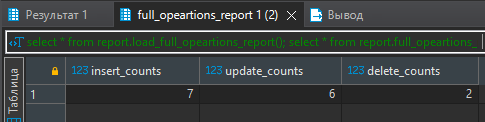 Результат 1
full_opeartions_report 1 (2)
Вывод
select * from report.load_full_opeartions_report(); select * from report.full_opeartions_
Таблица
123 insert_counts
123 update_counts
123 delete_counts
1
7
6
2